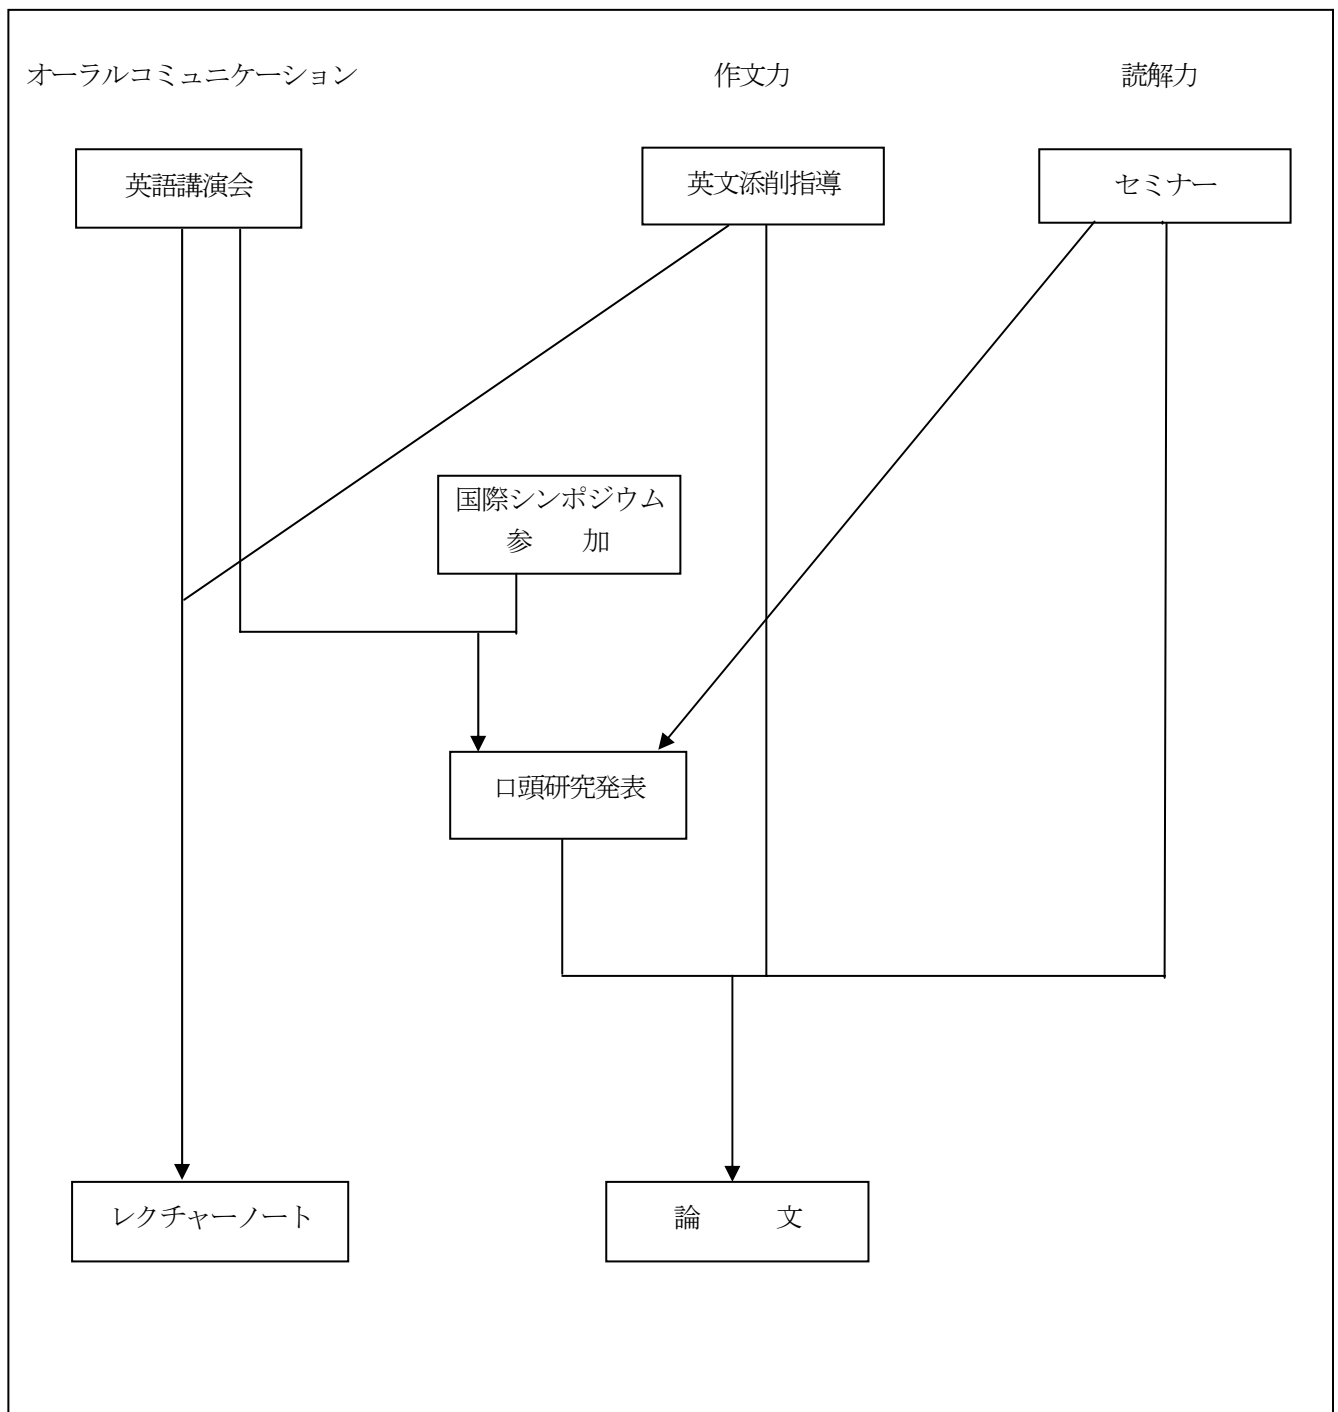 オーラルコミュニケーション
作文力
読解力
英語講演会
英文添削指導
セミナー
国際シンポジウム
参　　加
口頭研究発表
レクチャーノート
論　　　文